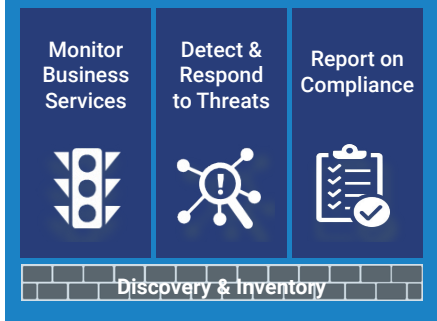 Monitor
Business
Services
Detect &
Respond
to Threats
Report on
Compliance
Discovery & Inventory